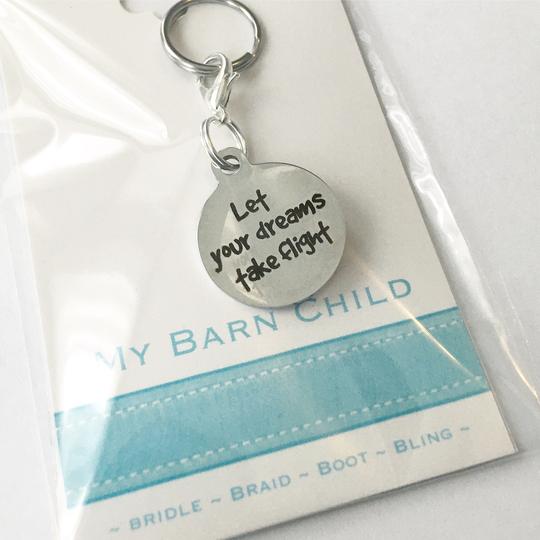 Let
your dreams
take flight
MY BARN CHILD
~ BRIDLE ~ BRAID ~ BOOT ~ BLING ~